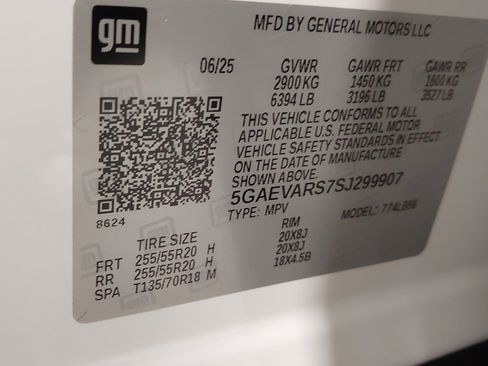 gm
MFD BY GENERAL MOTORS LLC
06/25 GVWR GAWR FRT GAWR RR
2900 KG 1450 KG 1600 KG
6394 LB 3196 LB 3527 LB
THIS VEHICLE CONFORMS TO ALL
APPLICABLE U.S. FEDERAL MOTOR
VEHICLE SAFETY STANDARDS IN EFFECT
ON THE DATE OF MANUFACTURE
SHOWN ABOVE.
5GAEVARS7SJ299907
TYPE: MPV MODEL: 774LB56
8624
TIRE SIZE RIM
FRT 255/55R20 H 20X8J
RR 255/55R20 H 20X8J
SPA T135/70R18 M 18X4.5B